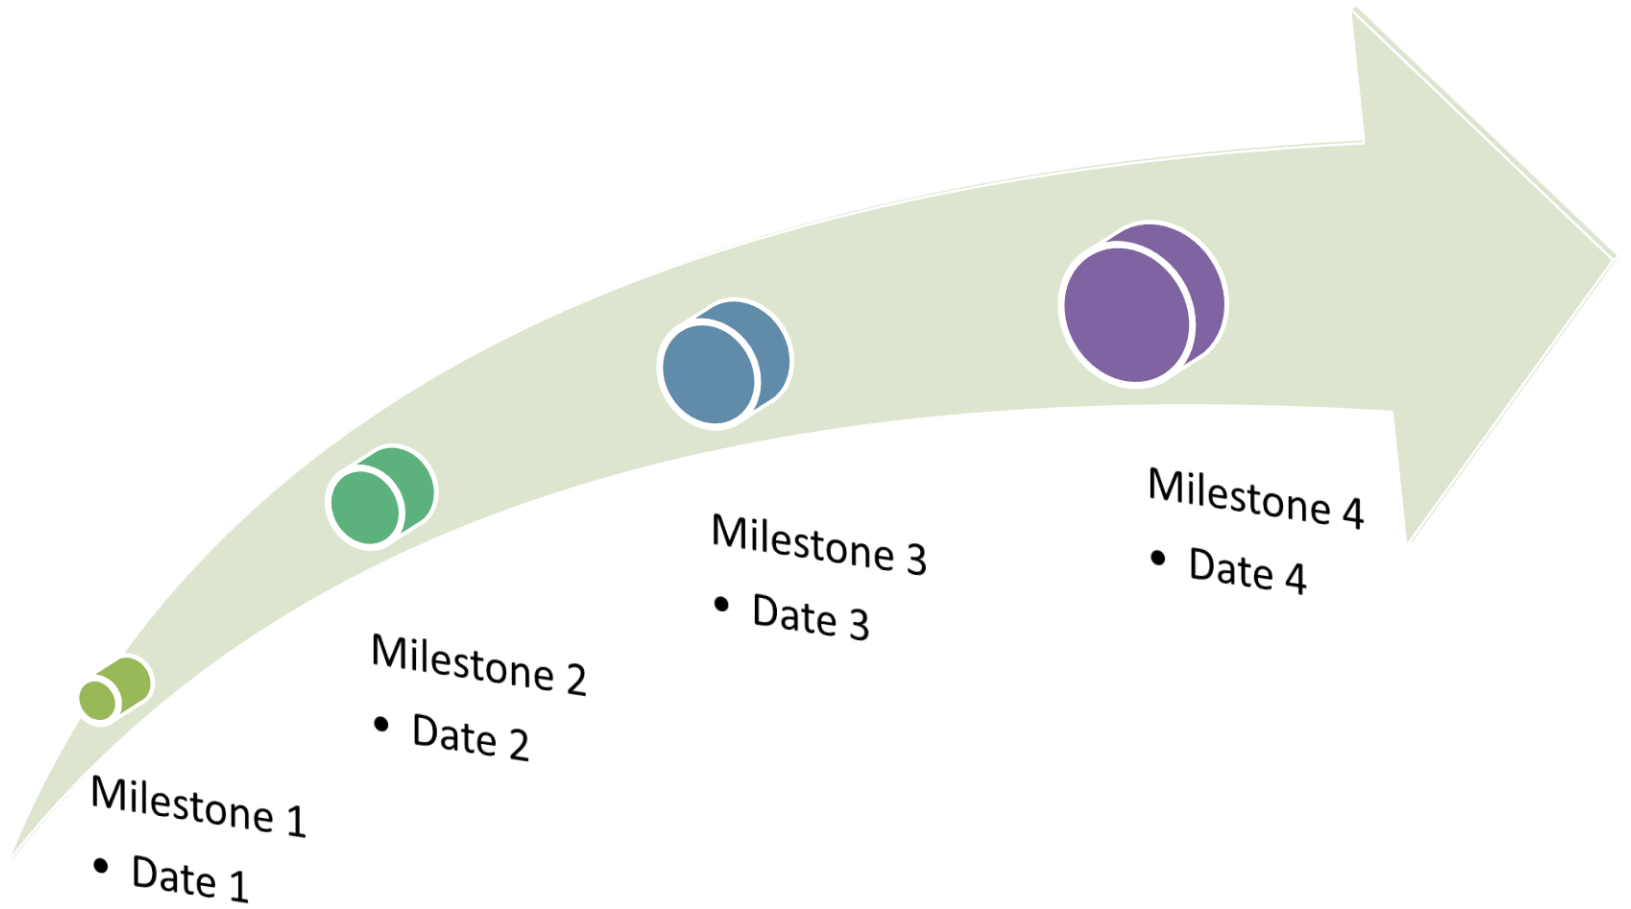 Milestone 1
• Date 1
Milestone 2
• Date 2
Milestone 3
• Date 3
Milestone 4
• Date 4